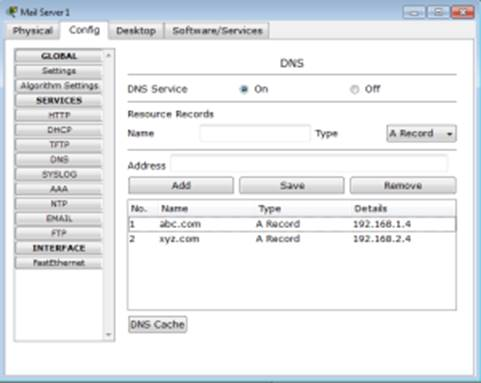 Mail Server1
Physical Config Desktop Software/Services
GLOBAL
Settings
Algorithm Settings
SERVICES
HTTP
DHCP
TFTP
DNS
SYSLOG
AAA
NTP
EMAIL
FTP
INTERFACE
FastEthernet
DNS
DNS Service On Off
Resource Records
Name Type A Record
Address
Add Save Remove
No. Name Type Details
1 abc.com A Record 192.168.1.4
2 xyz.com A Record 192.168.2.4
DNS Cache